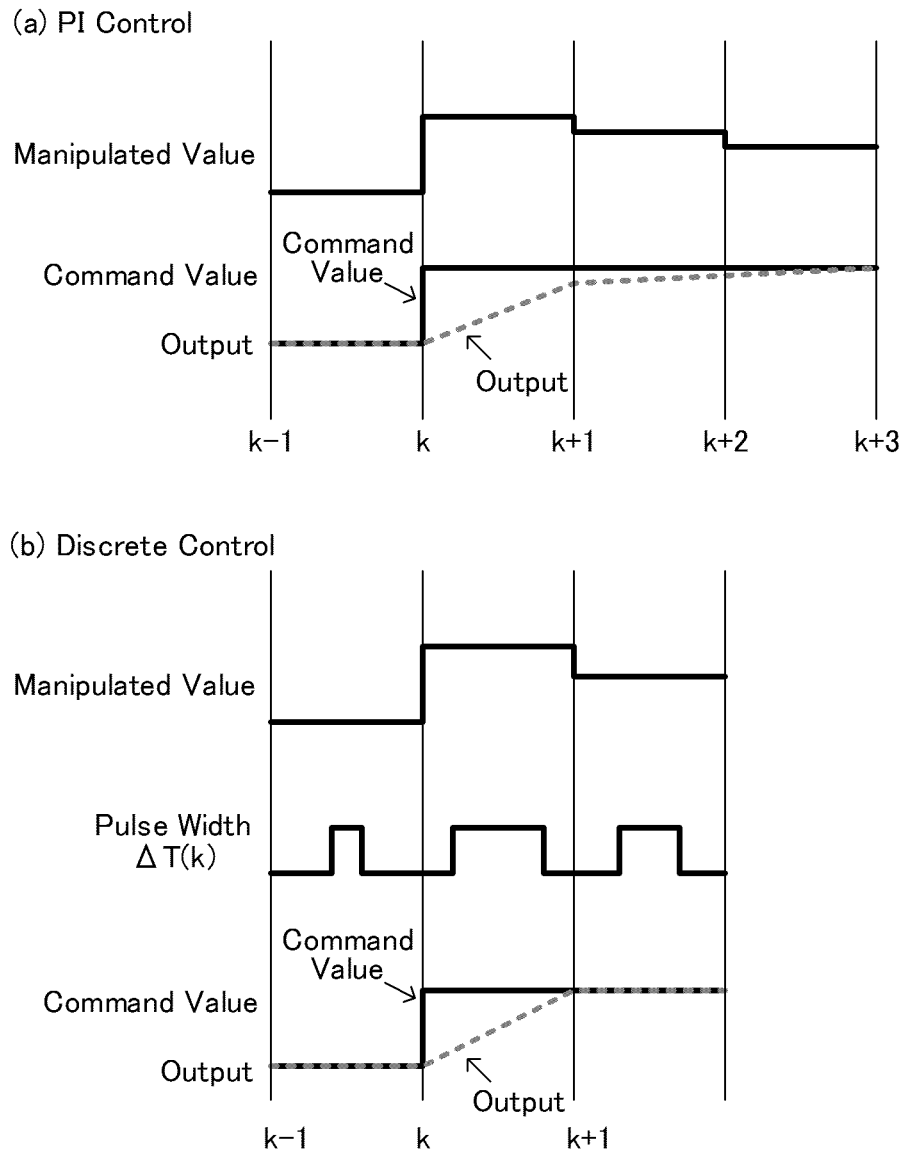 (a) PI Control
Manipulated Value
Command
Value
Command Value
Output
Output
k-1
k
k+1
k+2
k+3
(b) Discrete Control
Manipulated Value
Pulse Width
ΔT(k)
Command
Value
Command Value
Output
Output
k-1
k
k+1